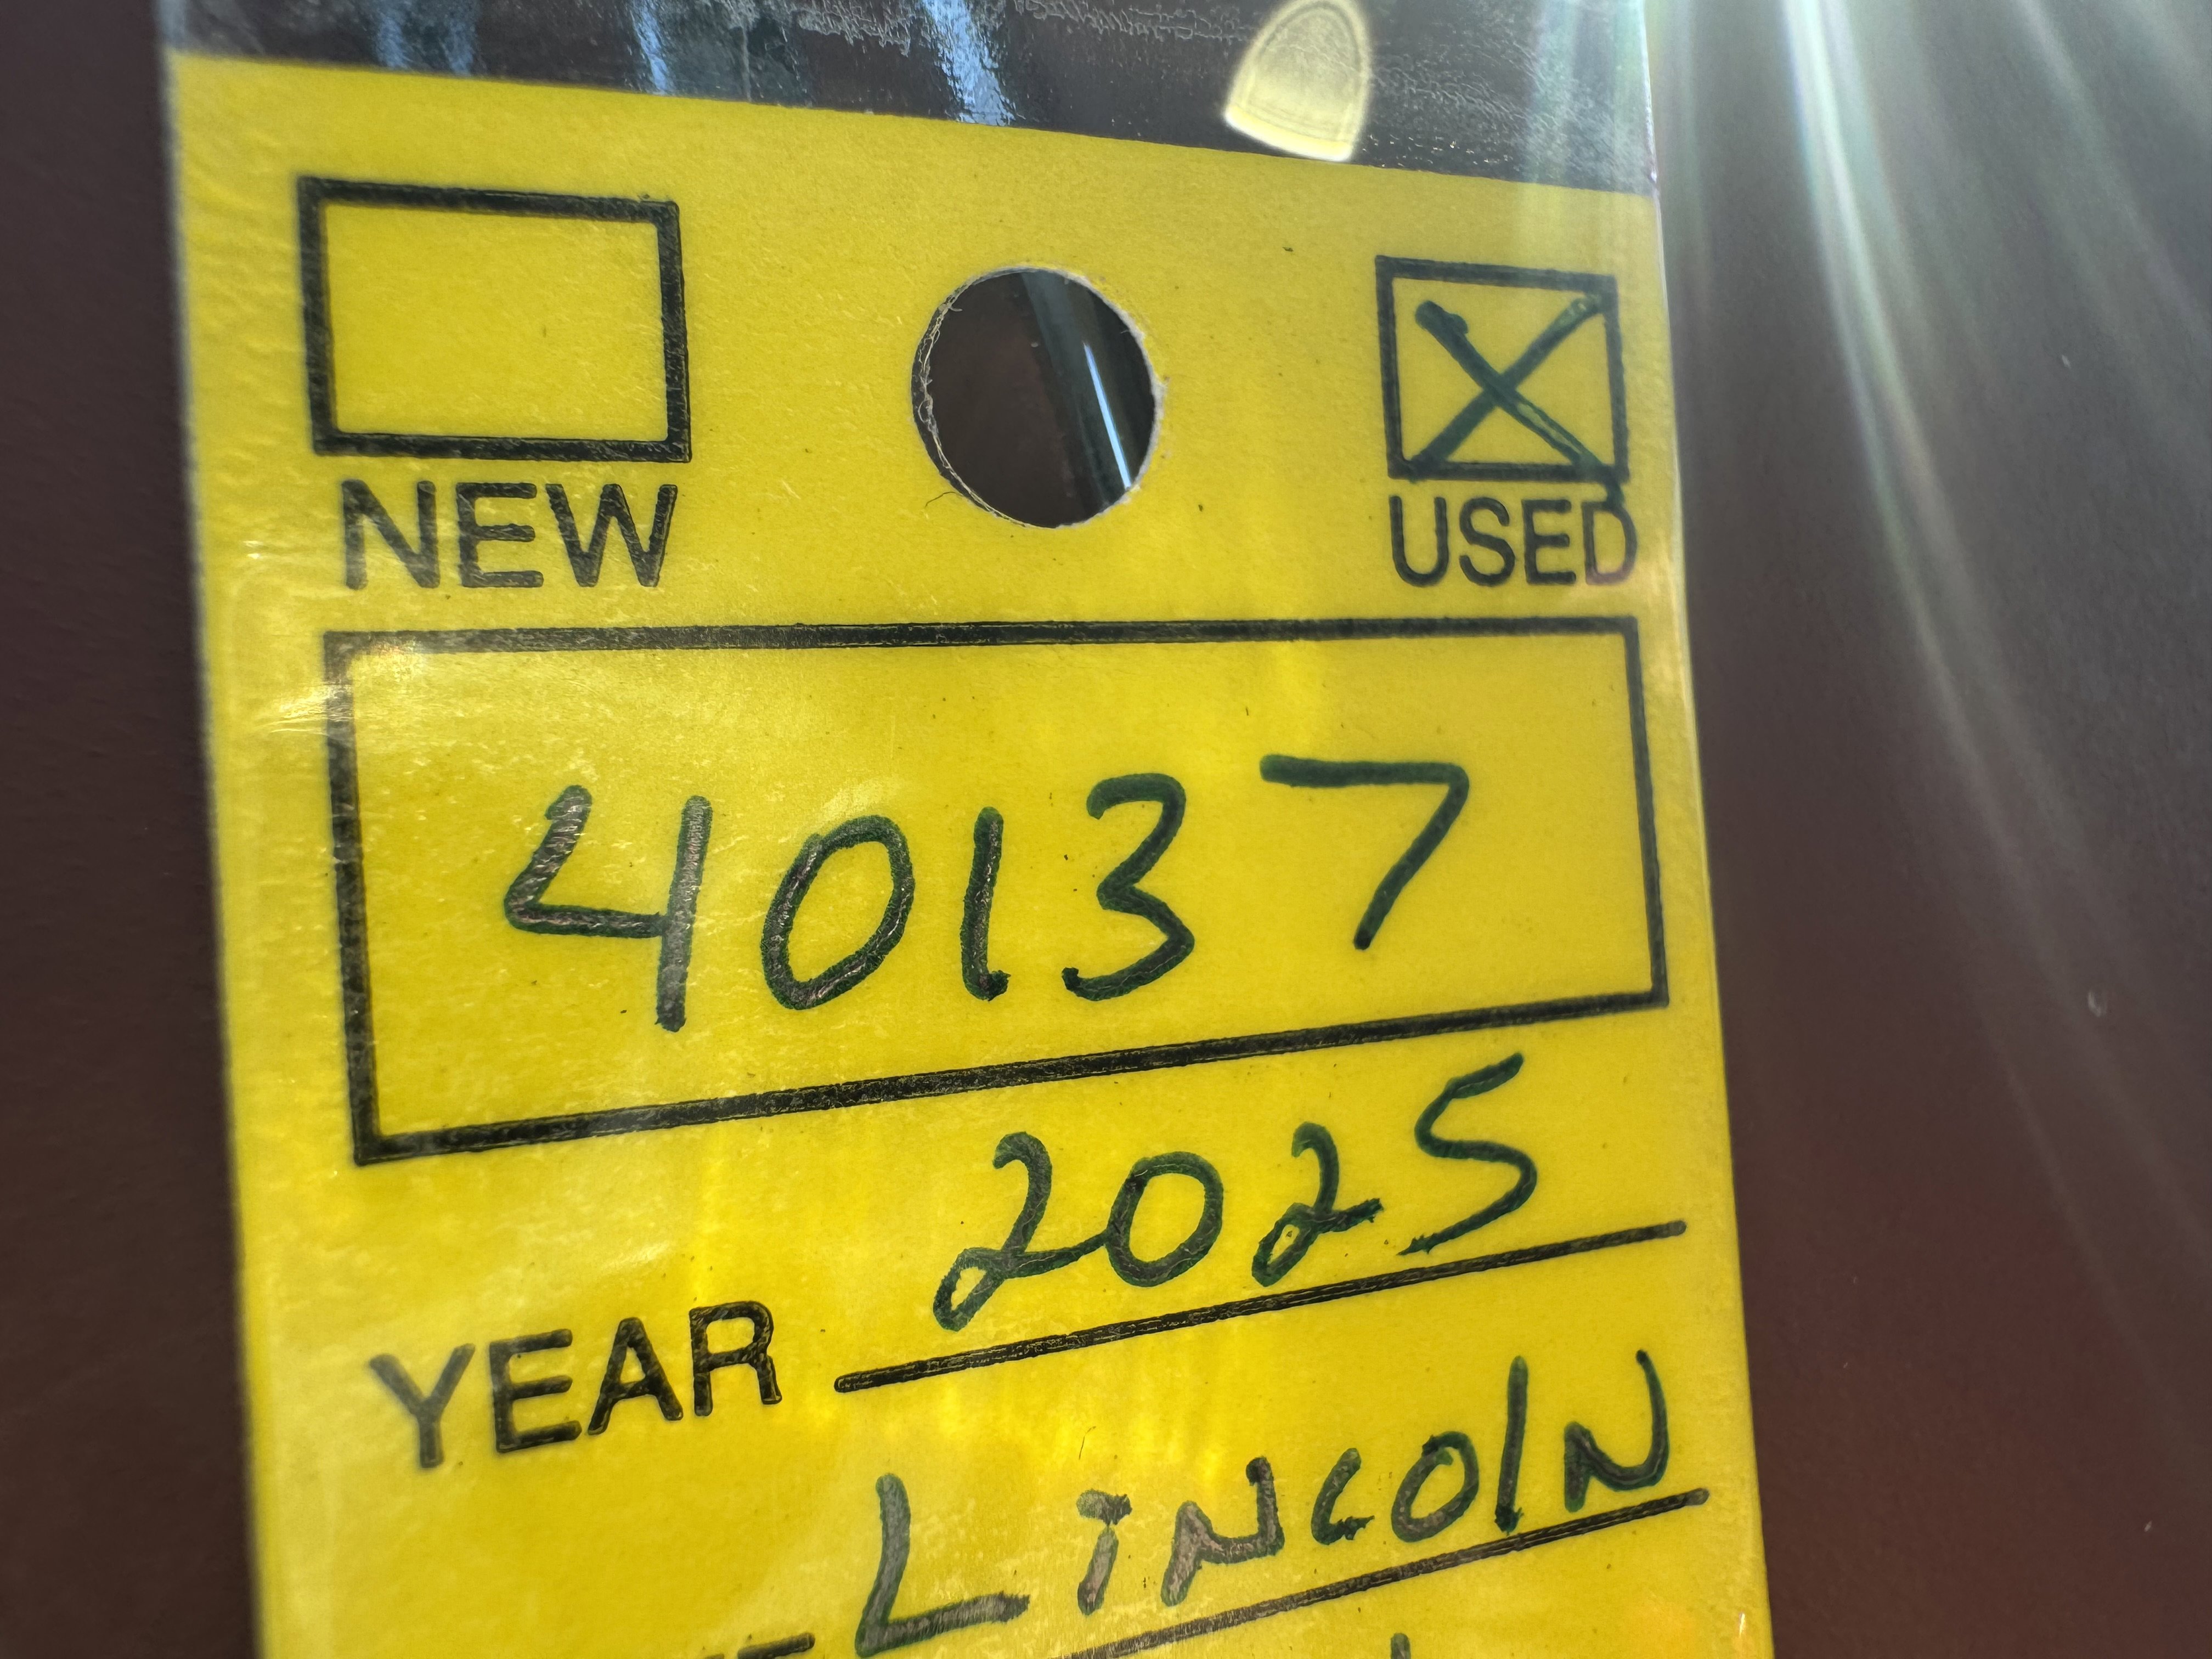 NEW USED
40137
YEAR 2025
LINCOlN